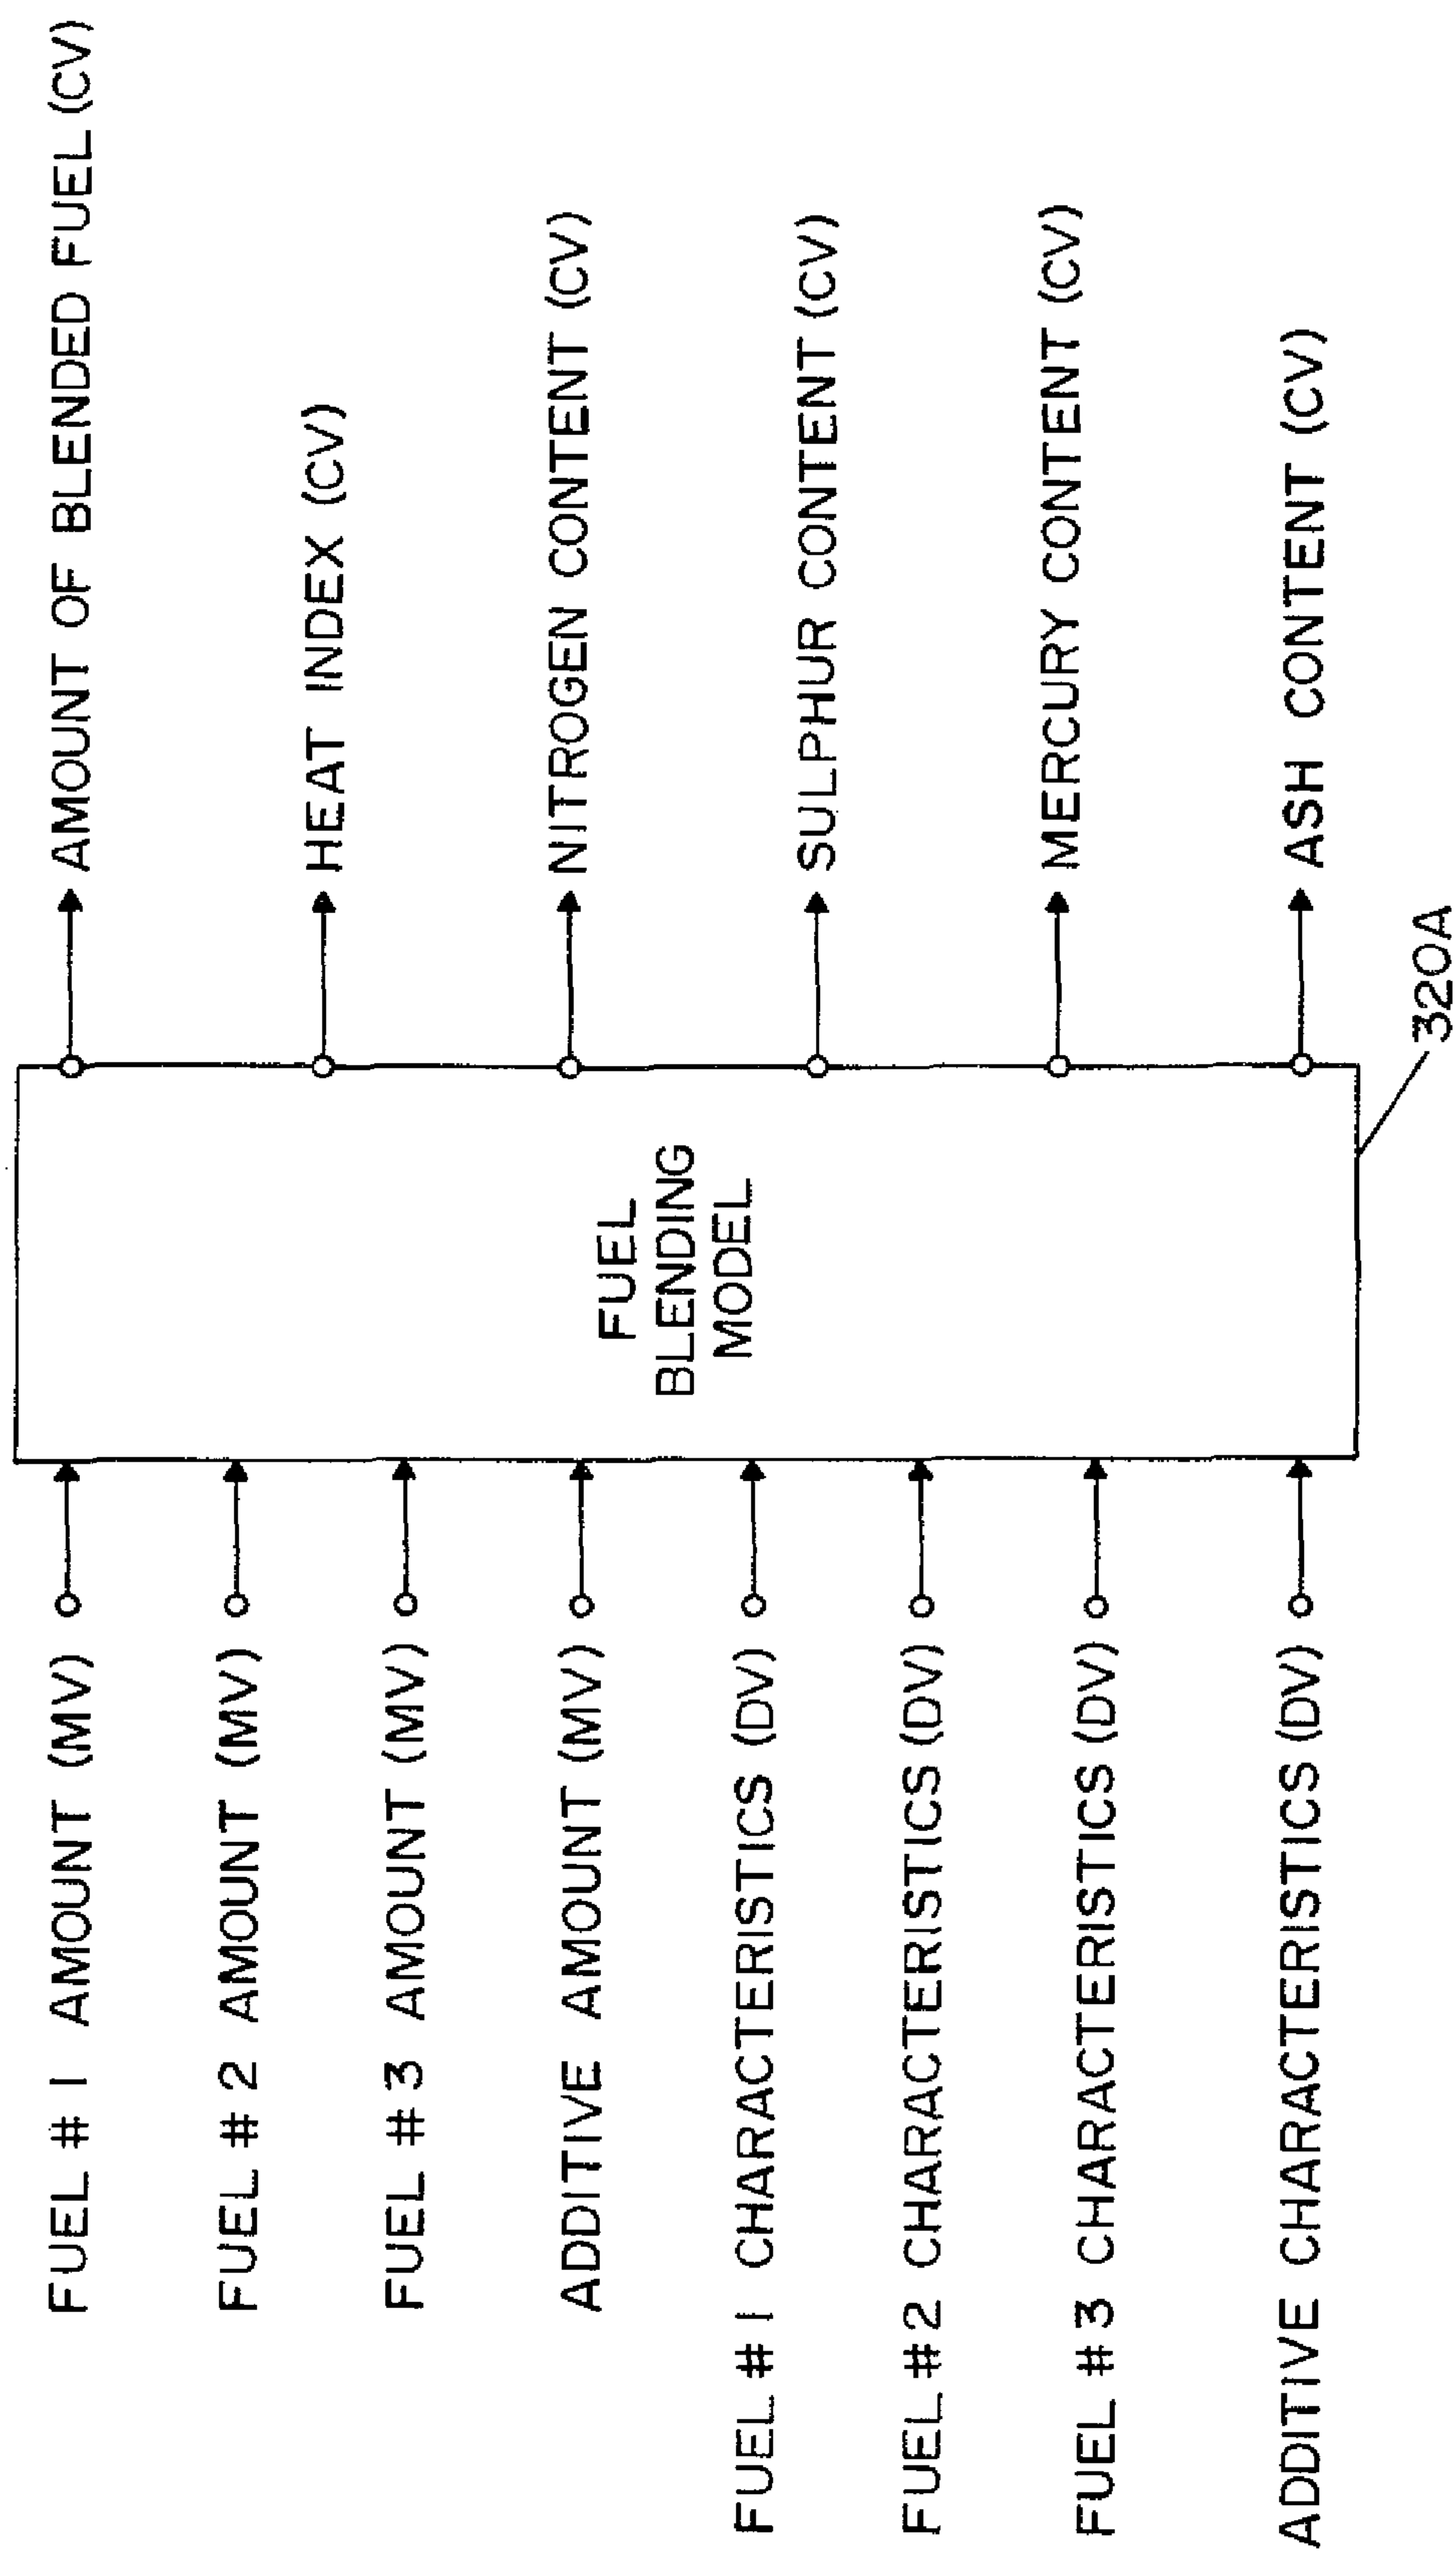 FUEL # 1 AMOUNT (MV)
FUEL # 2 AMOUNT (MV)
FUEL # 3 AMOUNT (MV)
ADDITIVE AMOUNT (MV)
FUEL # 1 CHARACTERISTICS (DV)
FUEL #2 CHARACTERISTICS (DV)
FUEL #3 CHARACTERISTICS (DV)
ADDITIVE CHARACTERISTICS (DV)
FUEL
BLENDING
MODEL
320A
AMOUNT OF BLENDED FUEL (CV)
HEAT INDEX (CV)
NITROGEN CONTENT (CV)
SULPHUR CONTENT (CV)
MERCURY CONTENT (CV)
ASH CONTENT (CV)